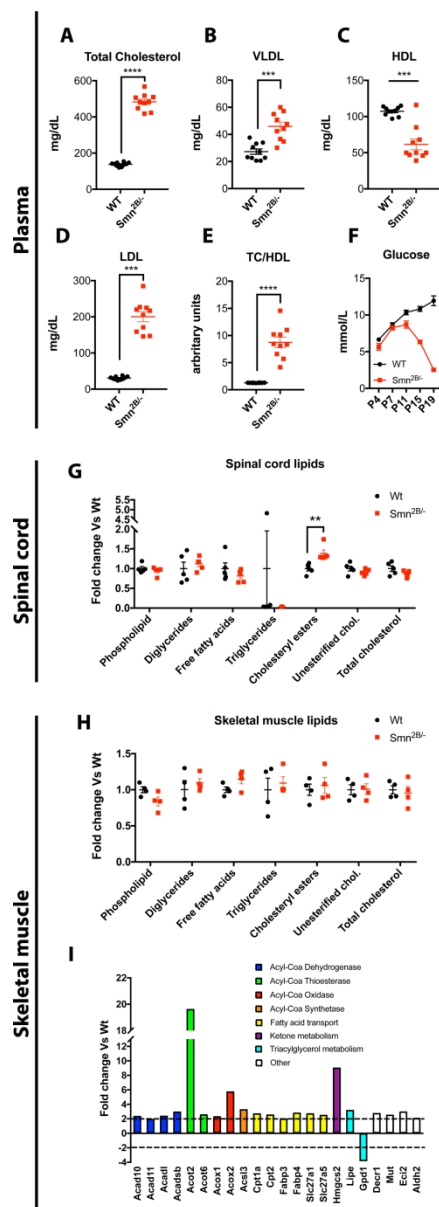 Plasma
A
Total Cholesterol
****
mg/dL
600
400
200
0
WT
Smn2B/-
B
VLDL
***
mg/dL
80
60
40
20
0
WT
Smn2B/-
C
HDL
***
mg/dL
150
100
50
0
WT
Smn2B/-
D
LDL
***
mg/dL
300
200
100
0
WT
Smn2B/-
E
TC/HDL
****
arbritary units
20
15
10
5
0
WT
Smn2B/-
F
Glucose
mmol/L
15
10
5
0
WT
Smn2B/-
P4
P7
P11
P15
P19
Spinal cord
G
Spinal cord lipids
Wt
Smn2B/-
Fold change Vs Wt
5.5
5.0
4.5
4.0
2.0
1.5
1.0
0.5
0.0
**
Phospholipid
Diglycerides
Free fatty acids
Triglycerides
Cholesteryl esters
Unesterified chol.
Total cholesterol
Skeletal muscle
H
Skeletal muscle lipids
Wt
Smn2B/-
Fold change Vs Wt
1.5
1.0
0.5
0.0
Phospholipid
Diglycerides
Free fatty acids
Triglycerides
Cholesteryl esters
Unesterified chol.
Total cholesterol
I
Fold change Vs Wt
22
20
18
8
6
4
2
0
-2
-4
Acyl-Coa Dehydrogenase
Acyl-Coa Thioesterase
Acyl-Coa Oxidase
Acyl-Coa Synthetase
Fatty acid transport
Ketone metabolism
Triacylglycerol metabolism
Other
Acad10
Acad11
Acadl
Acadsb
Acot2
Acot6
Acox1
Acox2
Acsl3
Cpt1a
Cpt2
Fabp3
Fabp4
Slc27a1
Slc27a5
Hmgcs2
Lipe
Gpd1
Decr1
Mut
Eci2
Aldh2